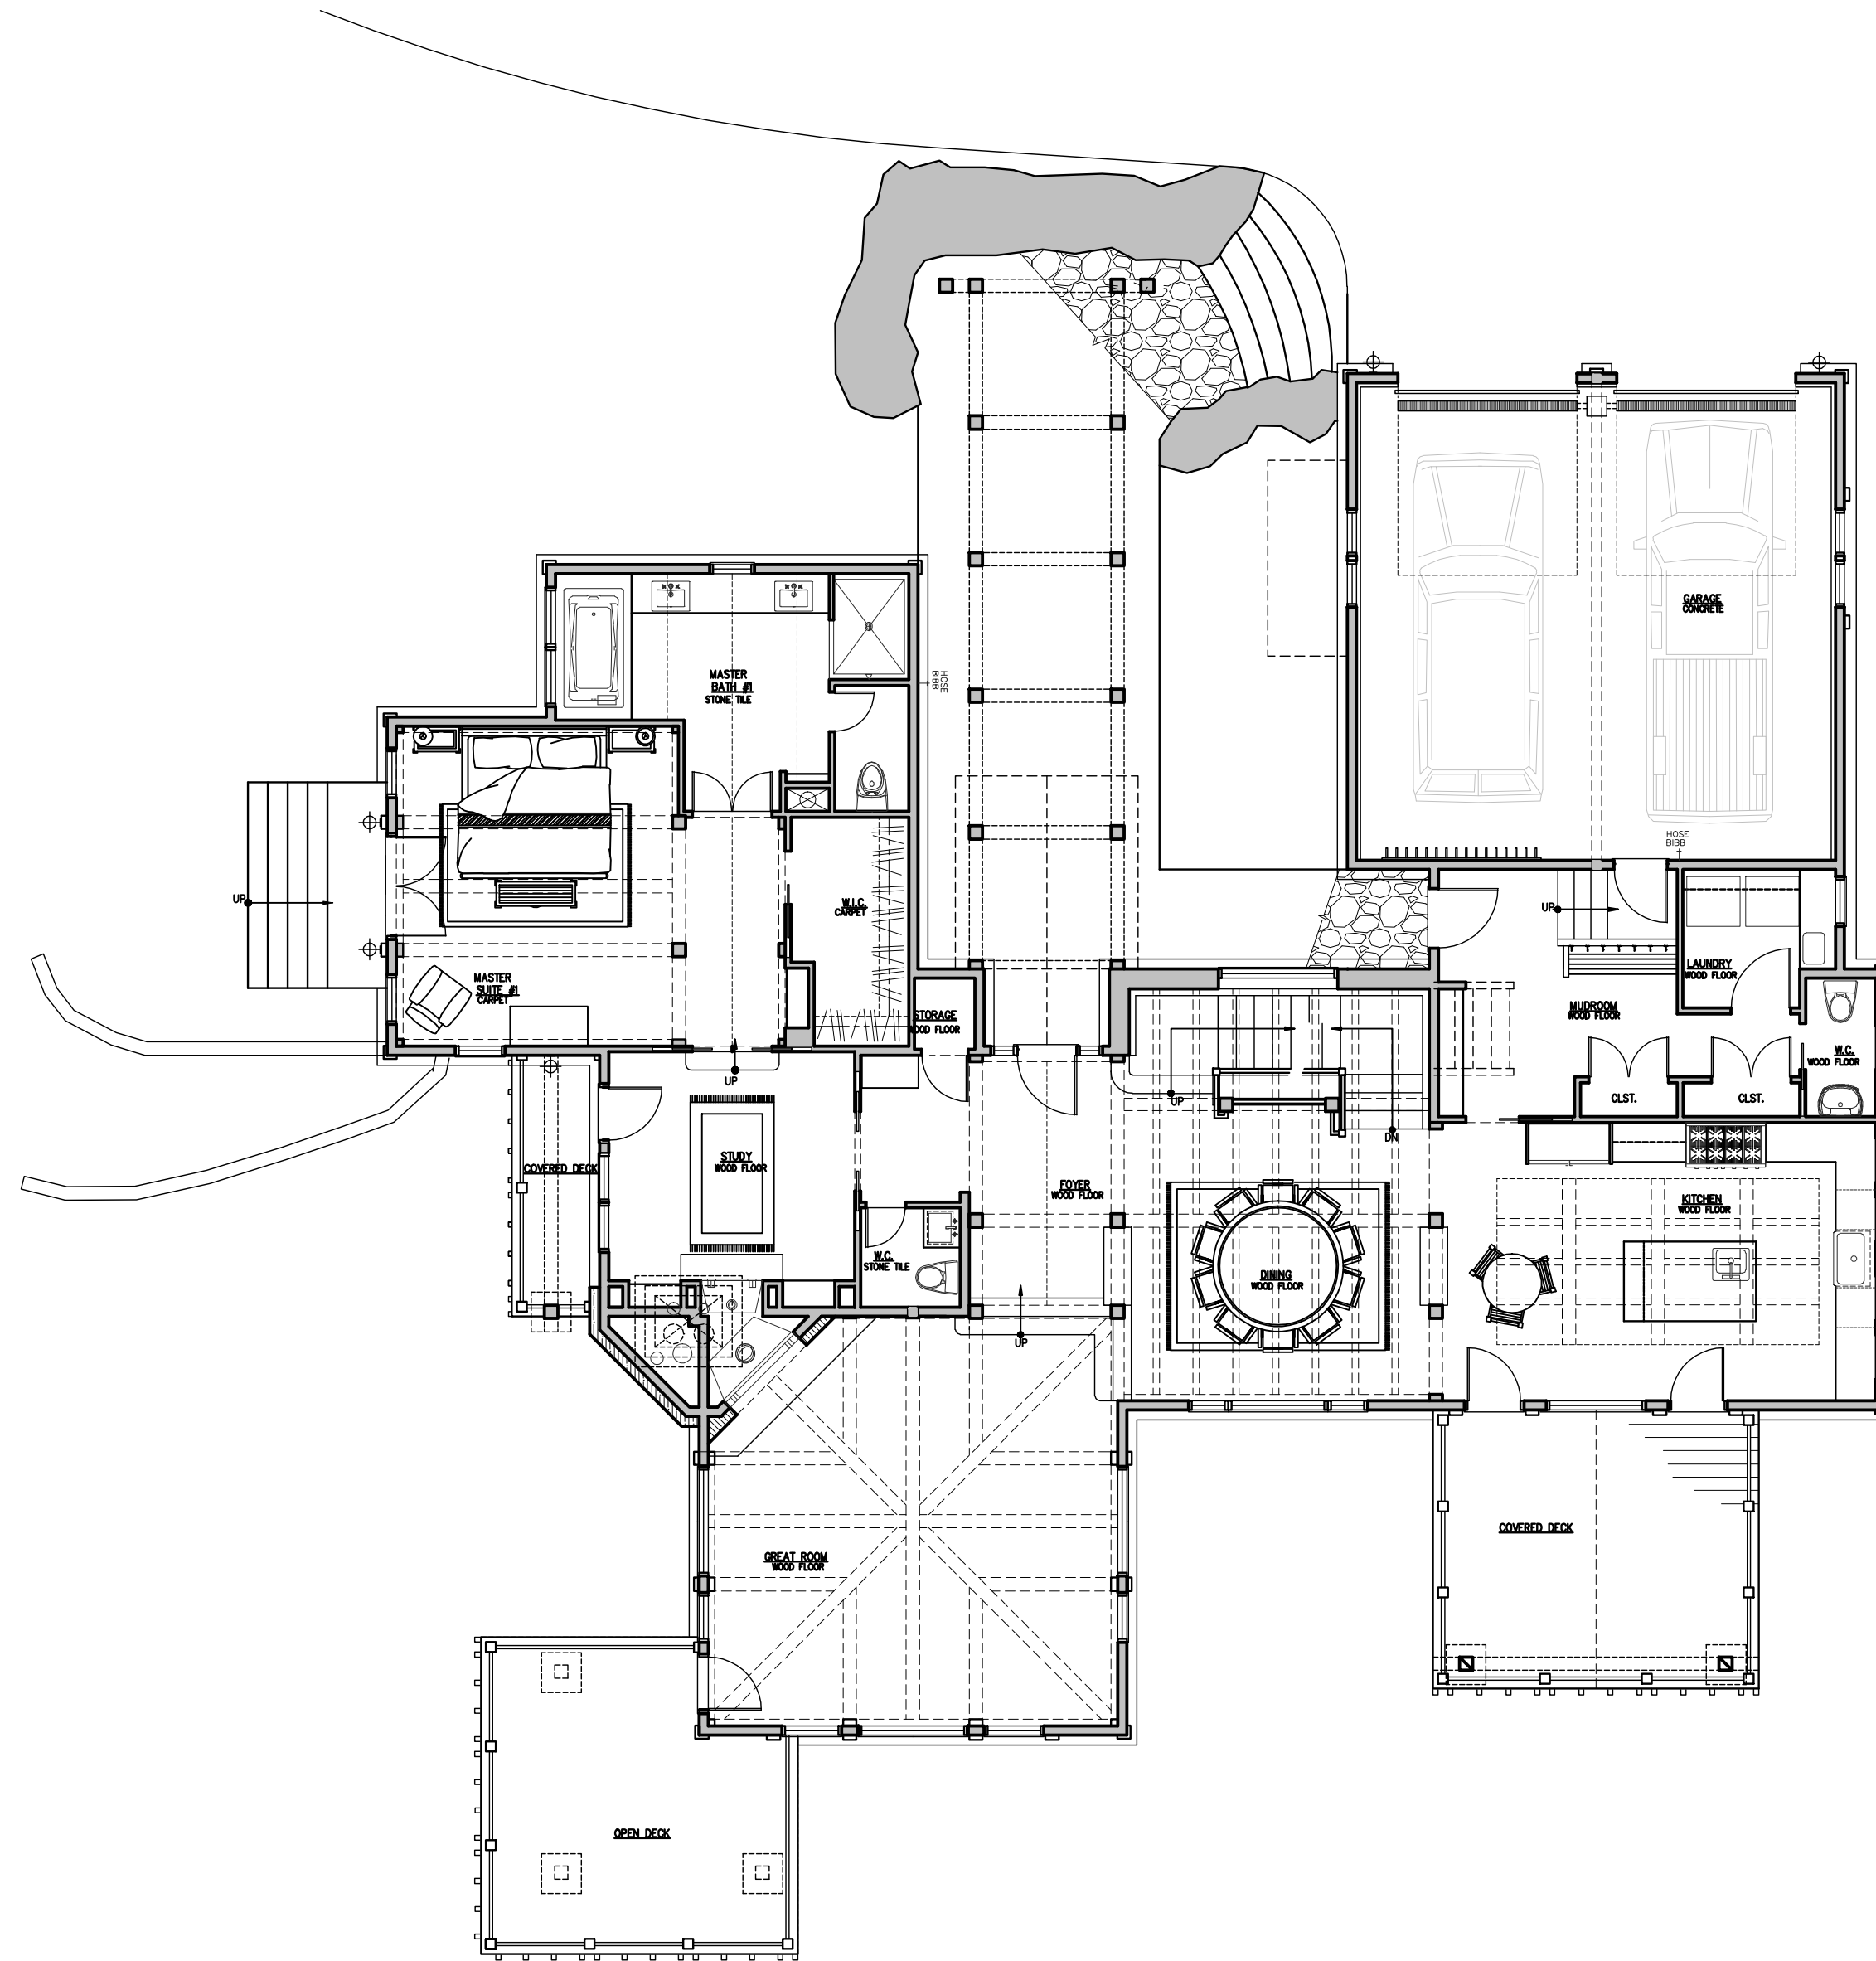 GARAGE
CONCRETE
MASTER
BATH #1
STONE TILE
HOSE
BIBB
HOSE
BIBB
UP
W.I.C.
CARPET
UP
MASTER
SUITE #1
CARPET
LAUNDRY
WOOD FLOOR
STORAGE
WOOD FLOOR
MUDROOM
WOOD FLOOR
W.C.
WOOD FLOOR
UP
UP
CLST.
CLST.
DN
STUDY
WOOD FLOOR
COVERED DECK
FOYER
WOOD FLOOR
KITCHEN
WOOD FLOOR
W.C.
STONE TILE
DINING
WOOD FLOOR
UP
COVERED DECK
GREAT ROOM
WOOD FLOOR
OPEN DECK